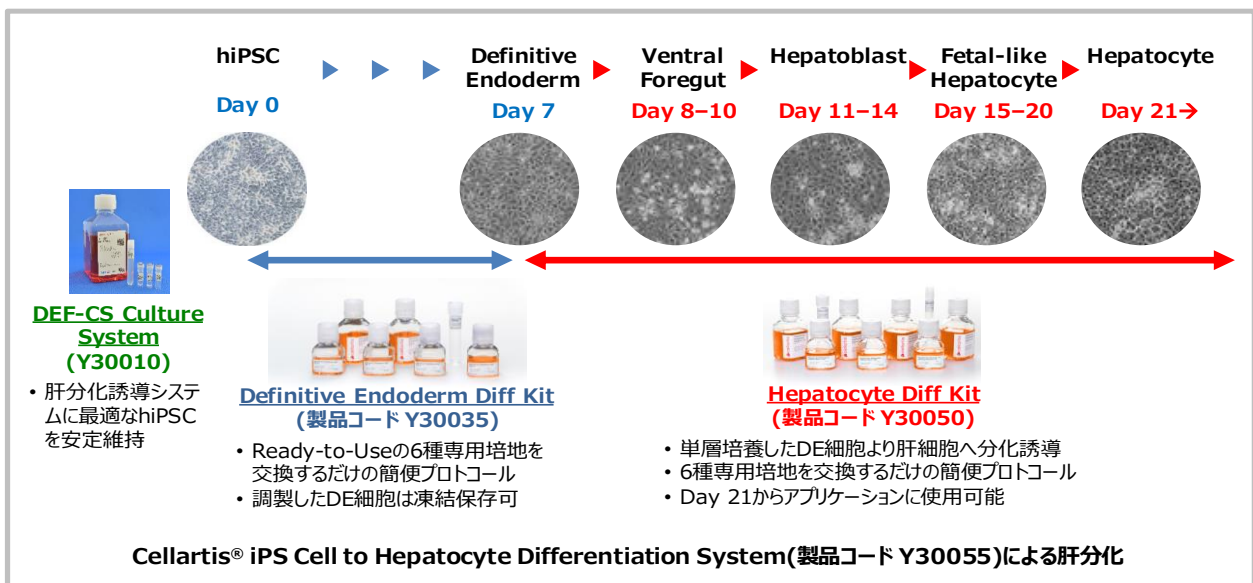 hiPSC
Definitive
Endoderm
Ventral
Foregut
Hepatoblast
Fetal-like
Hepatocyte
Hepatocyte
Day 0
Day 7
Day 8–10
Day 11–14
Day 15–20
Day 21→
DEF-CS Culture
System
(Y30010)
• 肝分化誘導システ
ムに最適なhiPSC
を安定維持
Definitive Endoderm Diff Kit
(製品コード Y30035)
• Ready-to-Useの6種専用培地を
交換するだけの簡便プロトコール
• 調製したDE細胞は凍結保存可
Hepatocyte Diff Kit
(製品コード Y30050)
• 単層培養したDE細胞より肝細胞へ分化誘導
• 6種専用培地を交換するだけの簡便プロトコール
• Day 21からアプリケーションに使用可能
Cellartis® iPS Cell to Hepatocyte Differentiation System(製品コード Y30055)による肝分化